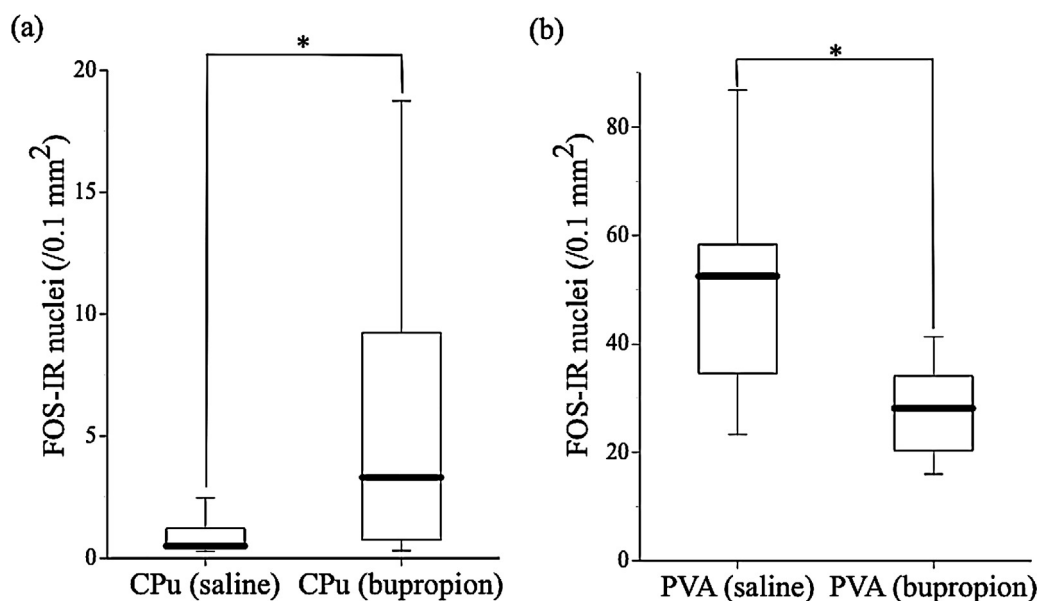 (a)
*
FOS-IR nuclei (/0.1 mm²)
20
15
10
5
0
CPu (saline)
CPu (bupropion)
(b)
*
FOS-IR nuclei (/0.1 mm²)
80
60
40
20
0
PVA (saline)
PVA (bupropion)